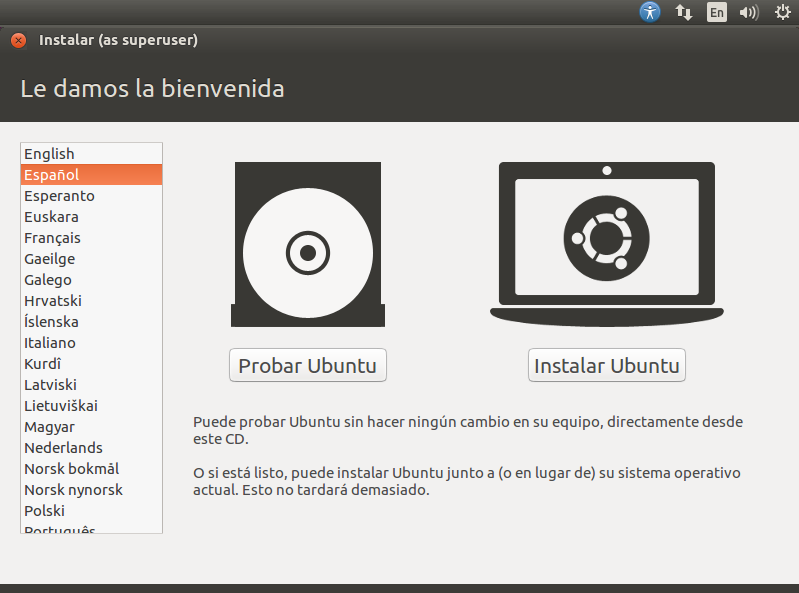 En
Instalar (as superuser)
Le damos la bienvenida
English
Español
Esperanto
Euskara
Français
Gaeilge
Galego
Hrvatski
Íslenska
Italiano
Kurdî
Latviski
Lietuviškai
Magyar
Nederlands
Norsk bokmål
Norsk nynorsk
Polski
Português
Probar Ubuntu
Instalar Ubuntu
Puede probar Ubuntu sin hacer ningún cambio en su equipo, directamente desde
este CD.
O si está listo, puede instalar Ubuntu junto a (o en lugar de) su sistema operativo
actual. Esto no tardará demasiado.